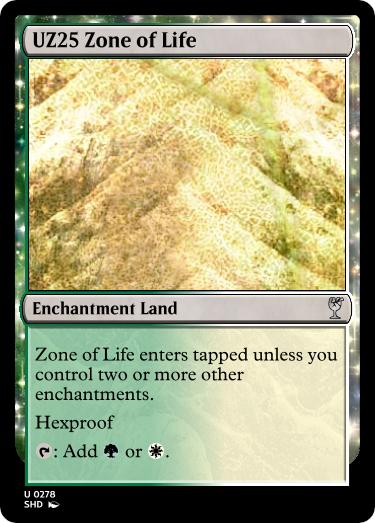 UZ25 Zone of Life
Enchantment Land
Zone of Life enters tapped unless you
control two or more other
enchantments.
Hexproof
: Add or .
U 0278
SHD